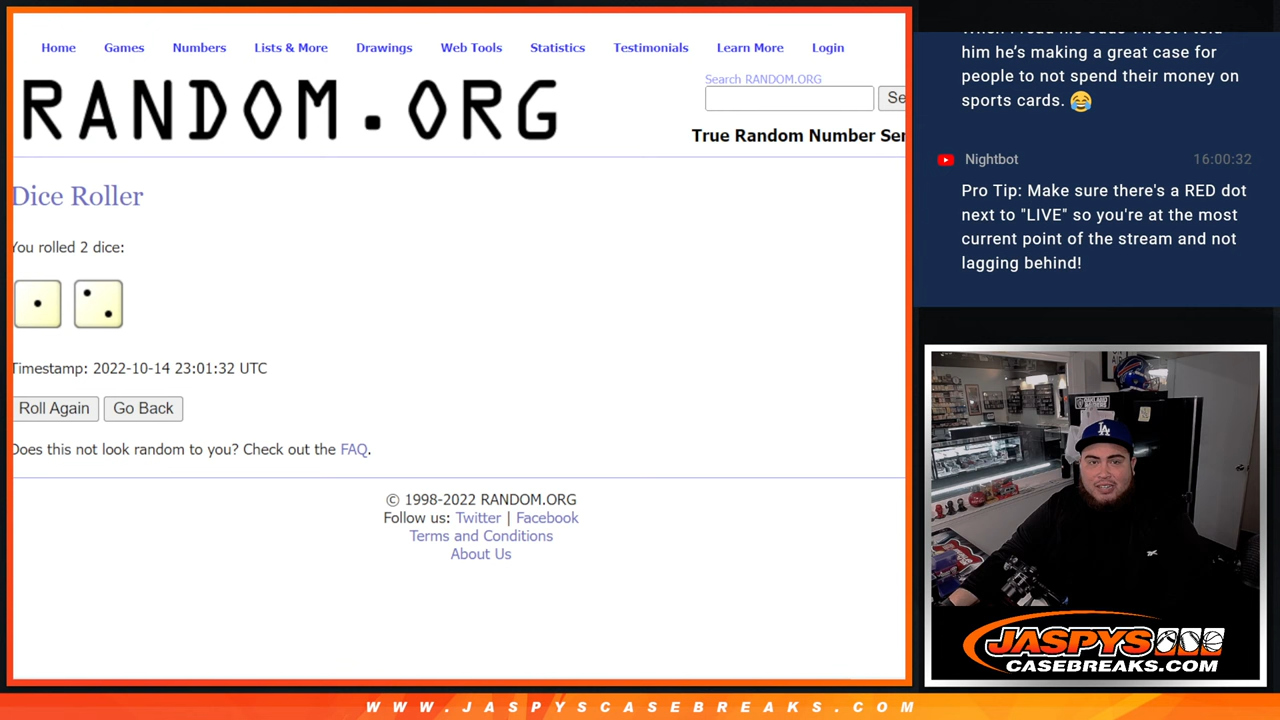 Home Games Numbers Lists & More Drawings Web Tools Statistics Testimonials Learn More Login
RANDOM.ORG
Search RANDOM.ORG
Se
True Random Number Ser
Dice Roller
You rolled 2 dice:
Timestamp: 2022-10-14 23:01:32 UTC
Roll Again Go Back
Does this not look random to you? Check out the FAQ.
© 1998-2022 RANDOM.ORG
Follow us: Twitter | Facebook
Terms and Conditions
About Us
him he's making a great case for
people to not spend their money on
sports cards. 😂
Nightbot 16:00:32
Pro Tip: Make sure there's a RED dot
next to "LIVE" so you're at the most
current point of the stream and not
lagging behind!
LA
JASPYS
CASEBREAKS.COM
WWW.JASPYSCASEBREAKS.COM